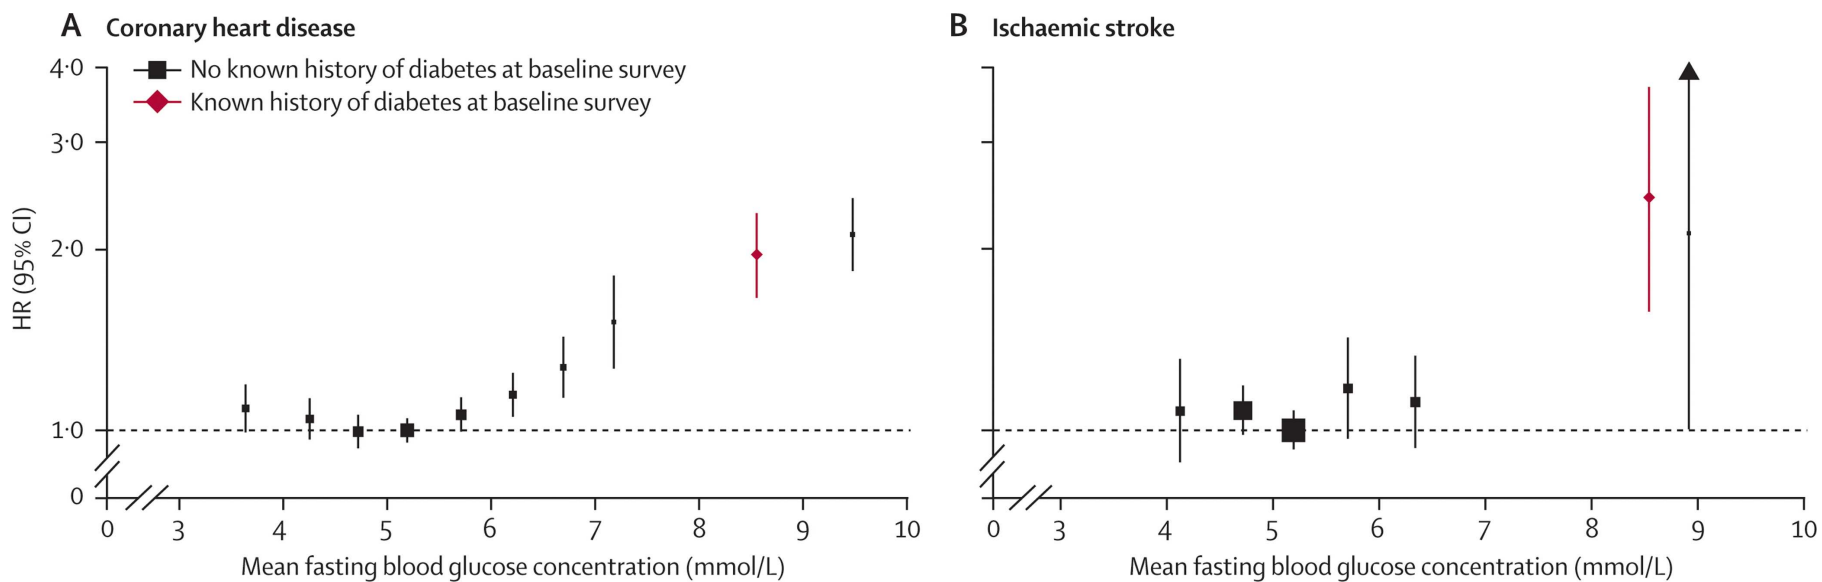 A Coronary heart disease
B Ischaemic stroke
No known history of diabetes at baseline survey
Known history of diabetes at baseline survey
HR (95% CI)
4·0
3·0
2·0
1·0
0
0 3 4 5 6 7 8 9 10
Mean fasting blood glucose concentration (mmol/L)
0 3 4 5 6 7 8 9 10
Mean fasting blood glucose concentration (mmol/L)